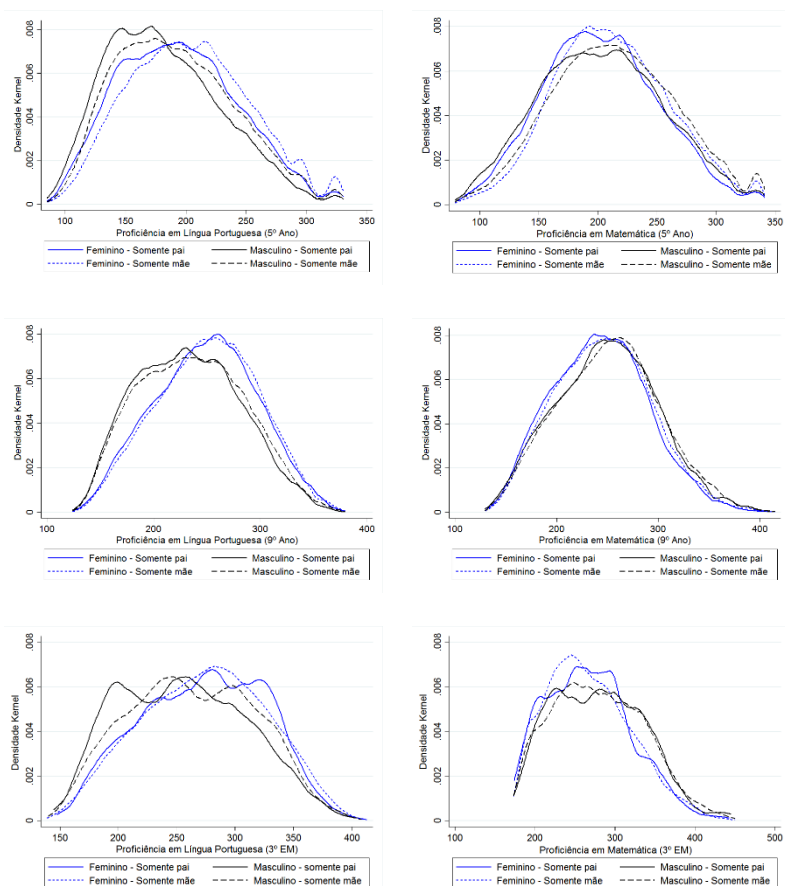 Densidade Kernel
0 .002 .004 .006 .008
100 150 200 250 300 350
Proficiência em Língua Portuguesa (5º Ano)
Feminino - Somente pai Masculino - Somente pai
Feminino - Somente mãe Masculino - Somente mãe
Densidade Kernel
0 .002 .004 .006 .008
100 150 200 250 300 350
Proficiência em Matemática (5º Ano)
Feminino - Somente pai Masculino - Somente pai
Feminino - Somente mãe Masculino - Somente mãe
Densidade Kernel
0 .002 .004 .006 .008
100 200 300 400
Proficiência em Língua Portuguesa (9º Ano)
Feminino - Somente pai Masculino - Somente pai
Feminino - Somente mãe Masculino - Somente mãe
Densidade Kernel
0 .002 .004 .006 .008
100 200 300 400
Proficiência em Matemática (9º Ano)
Feminino - Somente pai Masculino - Somente pai
Feminino - Somente mãe Masculino - Somente mãe
Densidade Kernel
0 .002 .004 .006 .008
150 200 250 300 350 400
Proficiência em Língua Portuguesa (3º EM)
Feminino - Somente pai Masculino - somente pai
Feminino - Somente mãe Masculino - Somente mãe
Densidade Kernel
0 .002 .004 .006 .008
100 200 300 400 500
Proficiência em Matemática (3º EM)
Feminino - Somente pai Masculino - Somente pai
Feminino - Somente mãe Masculino - Somente mãe